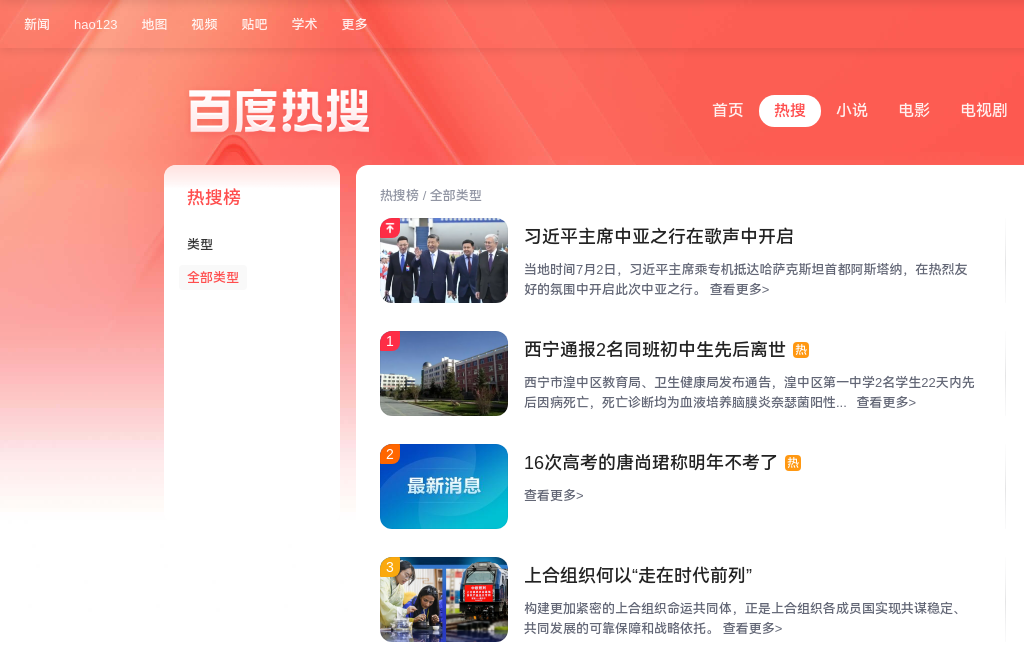 新闻 hao123 地图 视频 贴吧 学术 更多
百度热搜
首页 热搜 小说 电影 电视剧
热搜榜
类型
全部类型
热搜榜 / 全部类型
习近平主席中亚之行在歌声中开启
当地时间7月2日，习近平主席乘专机抵达哈萨克斯坦首都阿斯塔纳，在热烈友
好的氛围中开启此次中亚之行。 查看更多>
1
西宁通报2名同班初中生先后离世 热
西宁市湟中区教育局、卫生健康局发布通告，湟中区第一中学2名学生22天内先
后因病死亡，死亡诊断均为血液培养脑膜炎奈瑟菌阳性... 查看更多>
2
最新消息
16次高考的唐尚珺称明年不考了 热
查看更多>
3
上合组织何以“走在时代前列”
构建更加紧密的上合组织命运共同体，正是上合组织各成员国实现共谋稳定、
共同发展的可靠保障和战略依托。 查看更多>